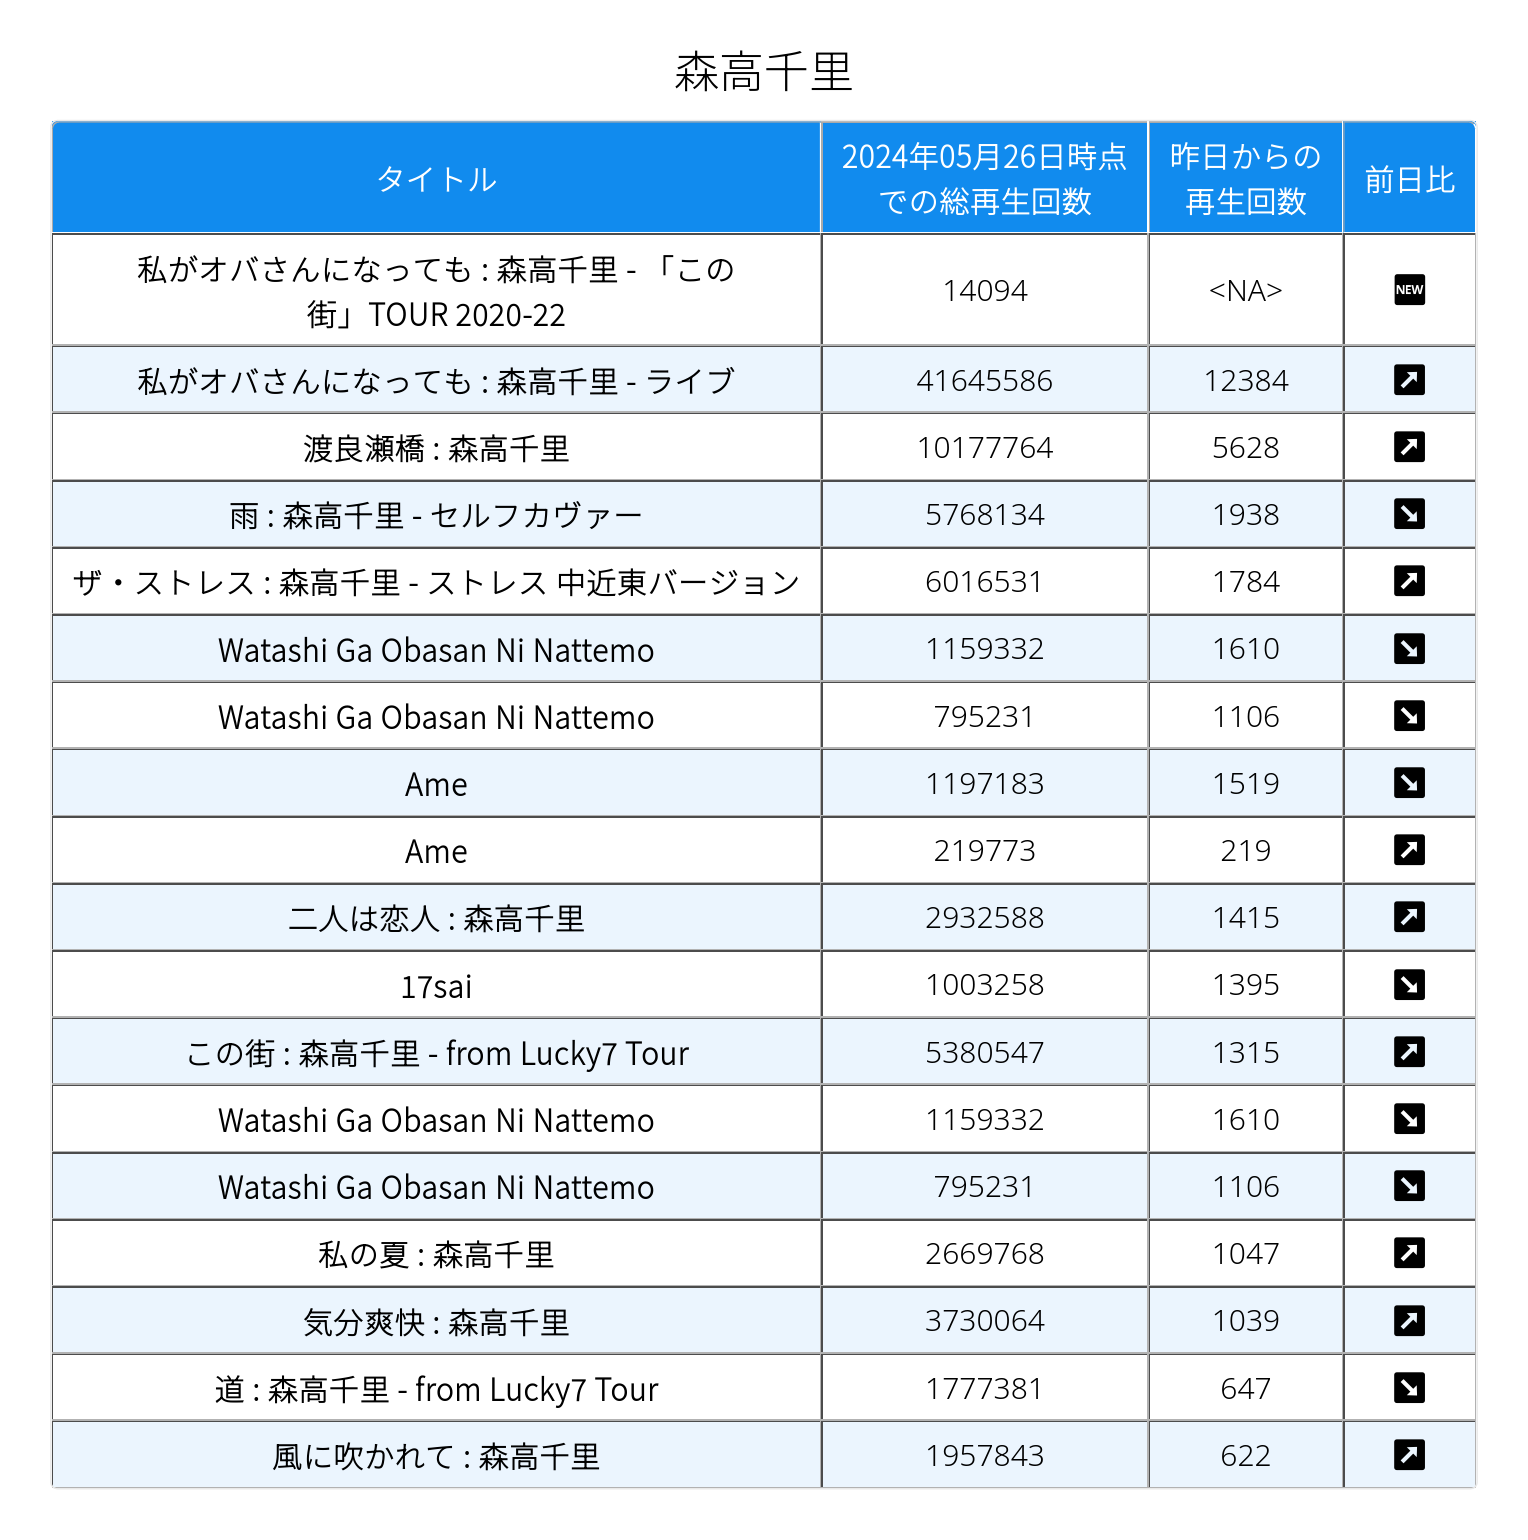 森高千里
タイトル
2024年05月26日時点
での総再生回数
昨日からの
再生回数
前日比
私がオバさんになっても : 森高千里 - 「この
街」TOUR 2020-22
14094
<NA>
NEW
私がオバさんになっても : 森高千里 - ライブ
41645586
12384
渡良瀬橋 : 森高千里
10177764
5628
雨 : 森高千里 - セルフカヴァー
5768134
1938
ザ・ストレス : 森高千里 - ストレス 中近東バージョン
6016531
1784
Watashi Ga Obasan Ni Nattemo
1159332
1610
Watashi Ga Obasan Ni Nattemo
795231
1106
Ame
1197183
1519
Ame
219773
219
二人は恋人 : 森高千里
2932588
1415
17sai
1003258
1395
この街 : 森高千里 - from Lucky7 Tour
5380547
1315
Watashi Ga Obasan Ni Nattemo
1159332
1610
Watashi Ga Obasan Ni Nattemo
795231
1106
私の夏 : 森高千里
2669768
1047
気分爽快 : 森高千里
3730064
1039
道 : 森高千里 - from Lucky7 Tour
1777381
647
風に吹かれて : 森高千里
1957843
622